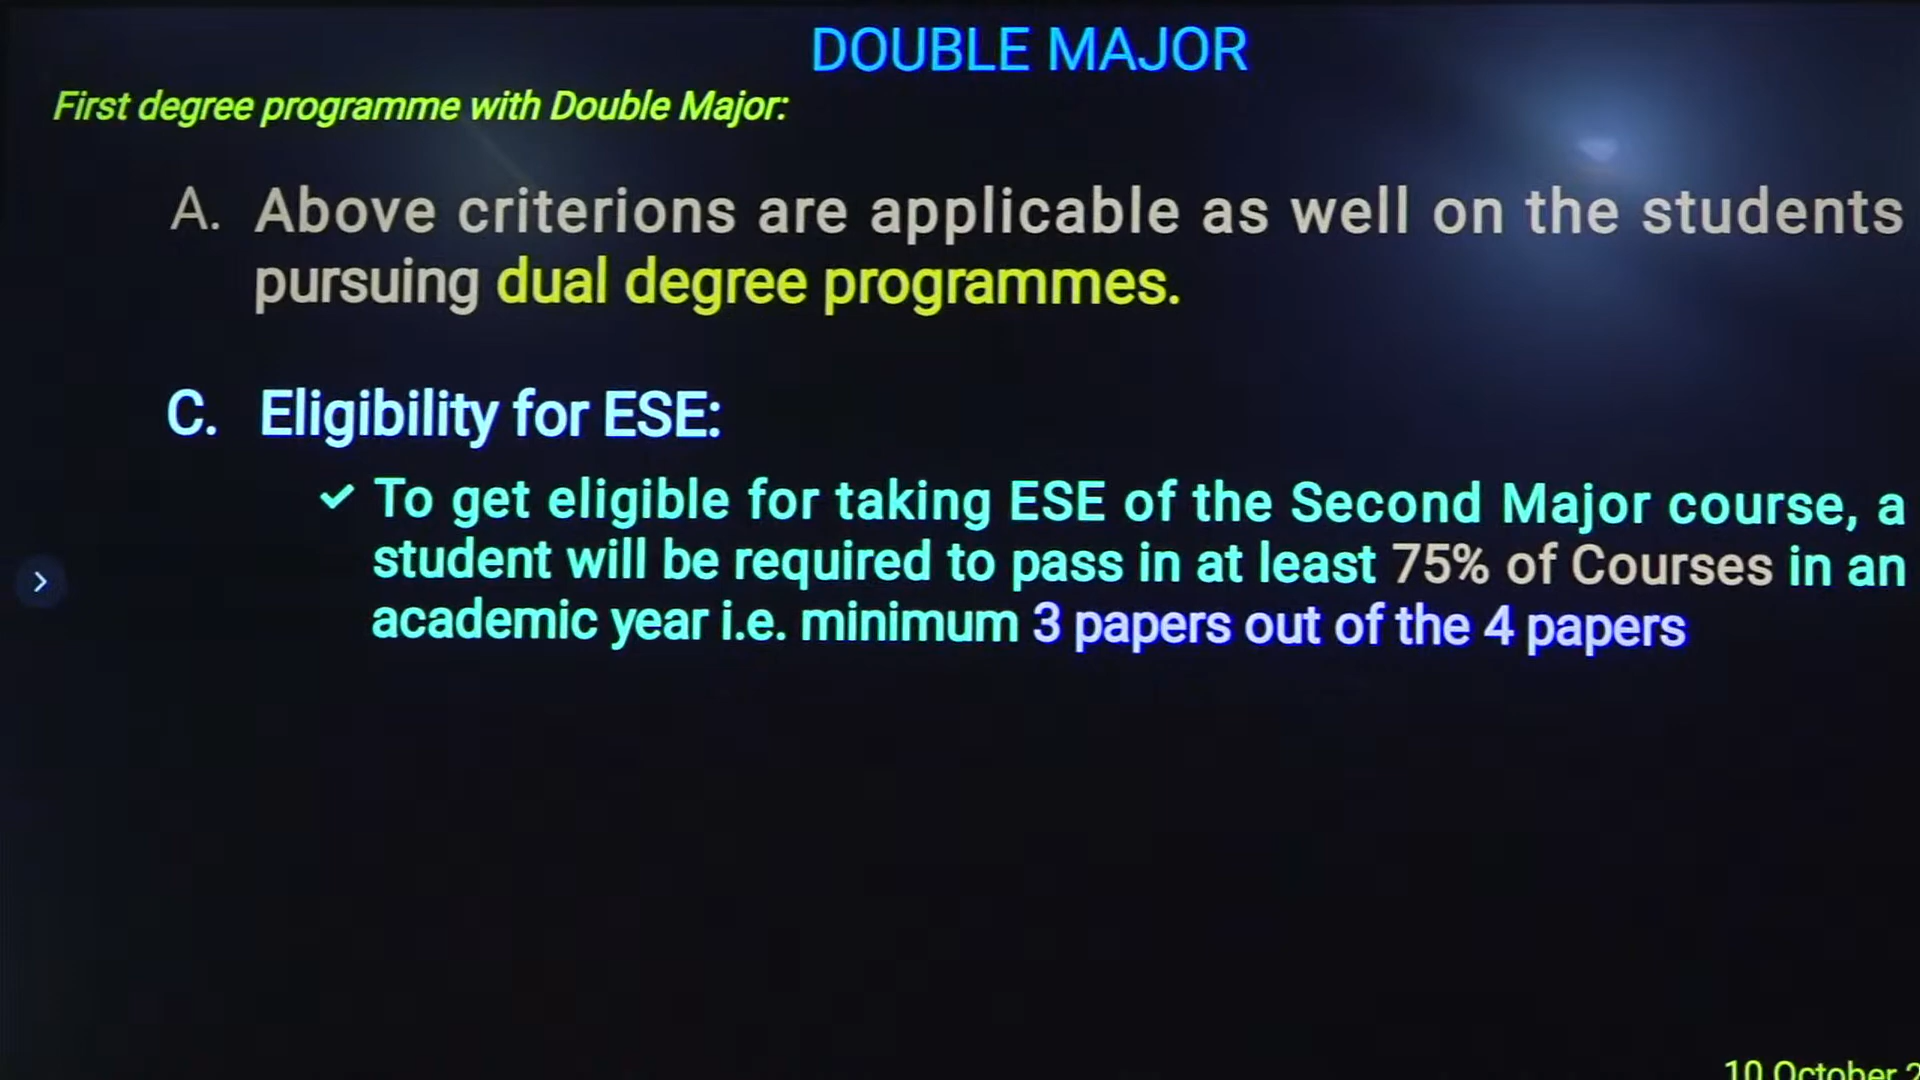 DOUBLE MAJOR
First degree programme with Double Major:
A. Above criterions are applicable as well on the students
pursuing dual degree programmes.
C. Eligibility for ESE:
✓ To get eligible for taking ESE of the Second Major course, a
student will be required to pass in at least 75% of Courses in an
academic year i.e. minimum 3 papers out of the 4 papers
10 October 2